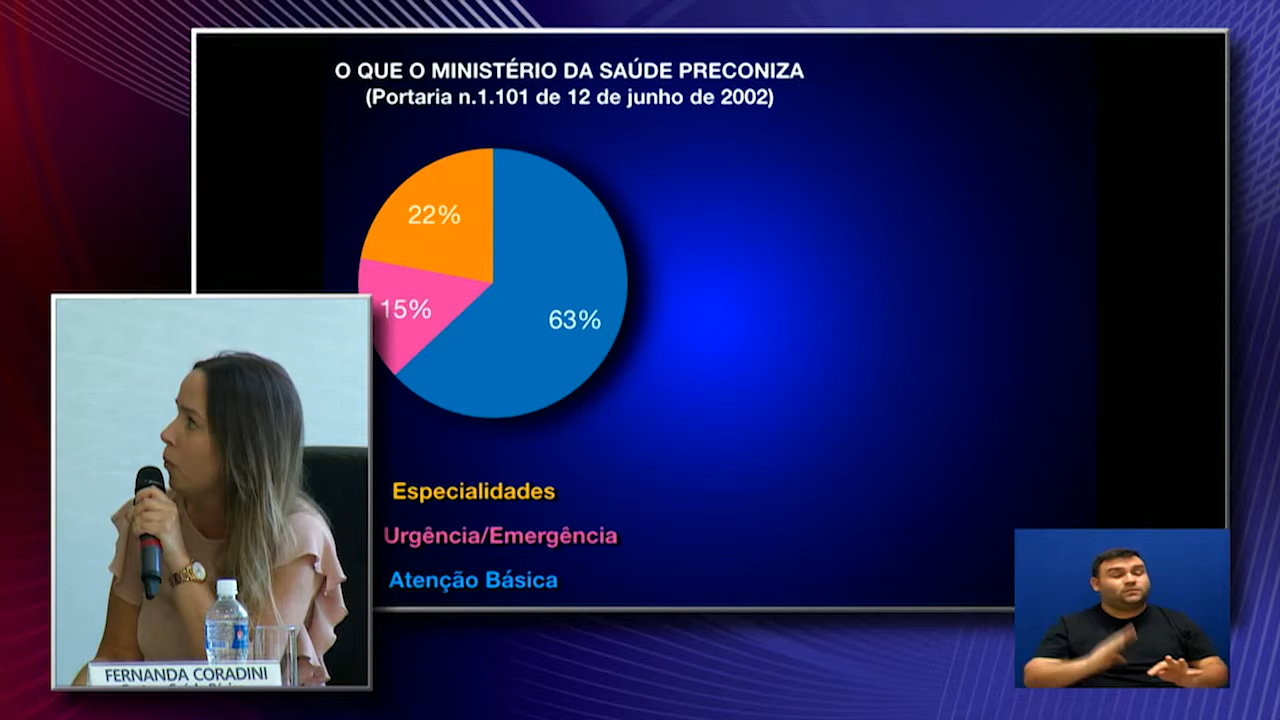 O QUE O MINISTÉRIO DA SAÚDE PRECONIZA
(Portaria n.1.101 de 12 de junho de 2002)
22%
15%
63%
Especialidades
Urgência/Emergência
Atenção Básica
FERNANDA CORADINI